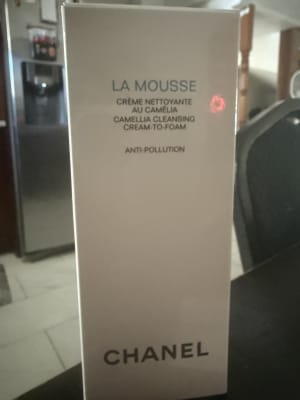 LA MOUSSE
CRÈME NETTOYANTE
AU CAMÉLIA
CAMELLIA CLEANSING
CREAM-TO-FOAM
ANTI-POLLUTION
CHANEL